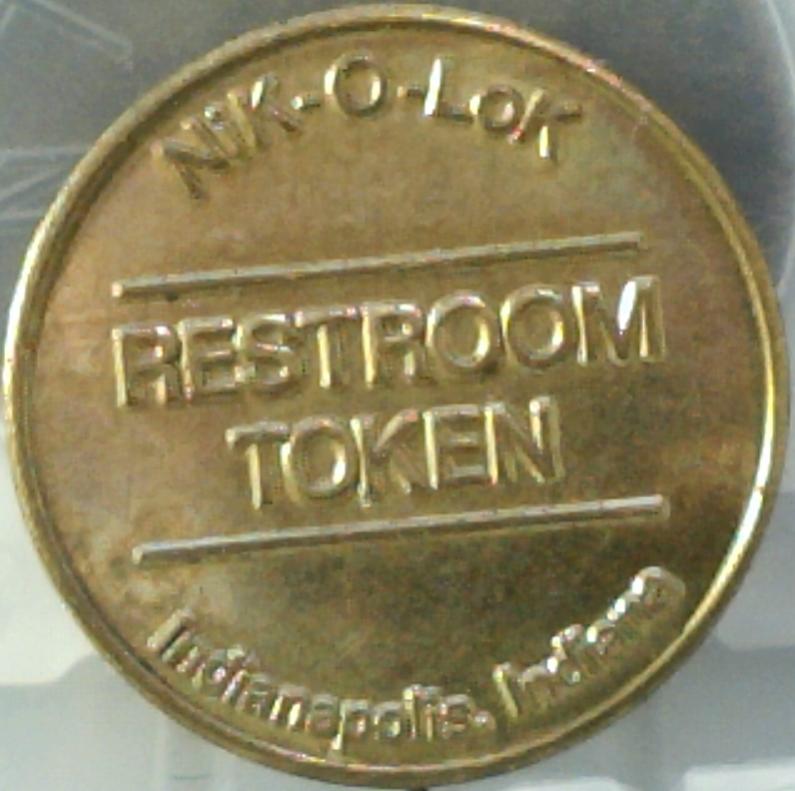 NiK-O-LoK
RESTROOM
TOKEN
Indianapolis, Indiana